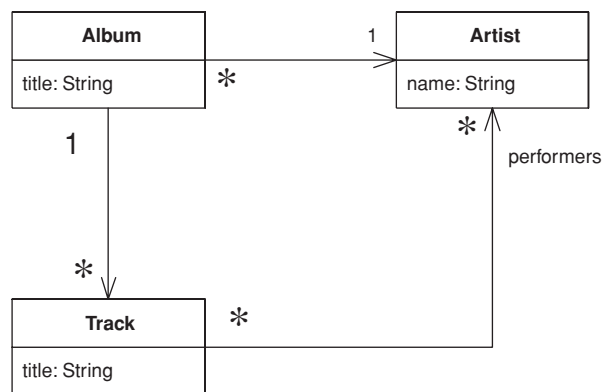 Album
title: String
1
Artist
name: String
*
*
performers
1
*
Track
title: String
*